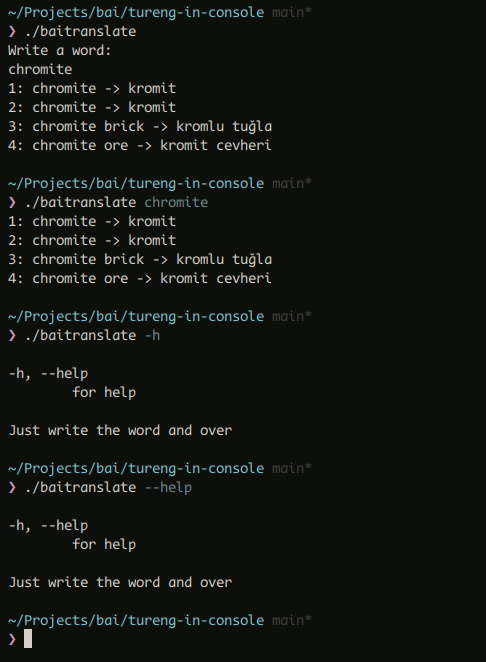 ~/Projects/bai/tureng-in-console main*
❯ ./baitranslate
Write a word:
chromite
1: chromite -> kromit
2: chromite -> kromit
3: chromite brick -> kromlu tuğla
4: chromite ore -> kromit cevheri
~/Projects/bai/tureng-in-console main*
❯ ./baitranslate chromite
1: chromite -> kromit
2: chromite -> kromit
3: chromite brick -> kromlu tuğla
4: chromite ore -> kromit cevheri
~/Projects/bai/tureng-in-console main*
❯ ./baitranslate -h
-h, --help
for help
Just write the word and over
~/Projects/bai/tureng-in-console main*
❯ ./baitranslate --help
-h, --help
for help
Just write the word and over
~/Projects/bai/tureng-in-console main*
❯